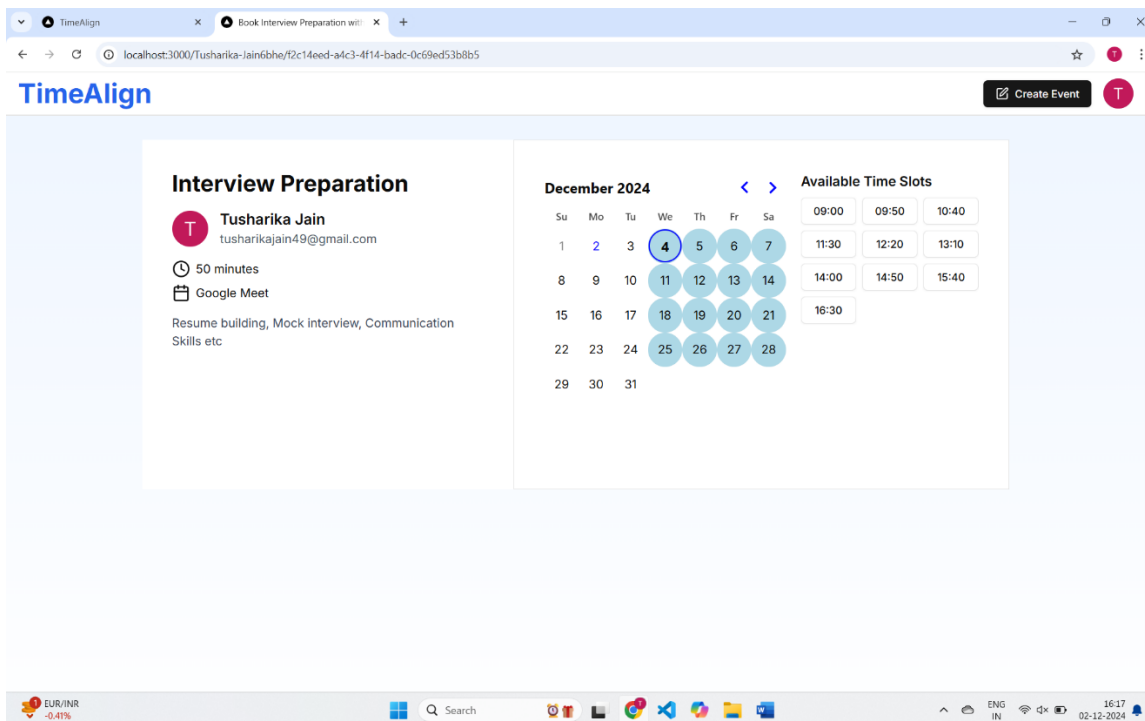 TimeAlign
Book Interview Preparation wit
localhost:3000/Tusharika-Jain6bhe/f2c14eed-a4c3-4f14-badc-0c69ed53b8b5
T
TimeAlign
Create Event
T
Interview Preparation
T
Tusharika Jain
tusharikajain49@gmail.com
50 minutes
Google Meet
Resume building, Mock interview, Communication
Skills etc
December 2024
Su Mo Tu We Th Fr Sa
1 2 3 4 5 6 7
8 9 10 11 12 13 14
15 16 17 18 19 20 21
22 23 24 25 26 27 28
29 30 31
Available Time Slots
09:00 09:50 10:40
11:30 12:20 13:10
14:00 14:50 15:40
16:30
1
EUR/INR
-0.41%
Search
T
ENG
IN
16:17
02-12-2024